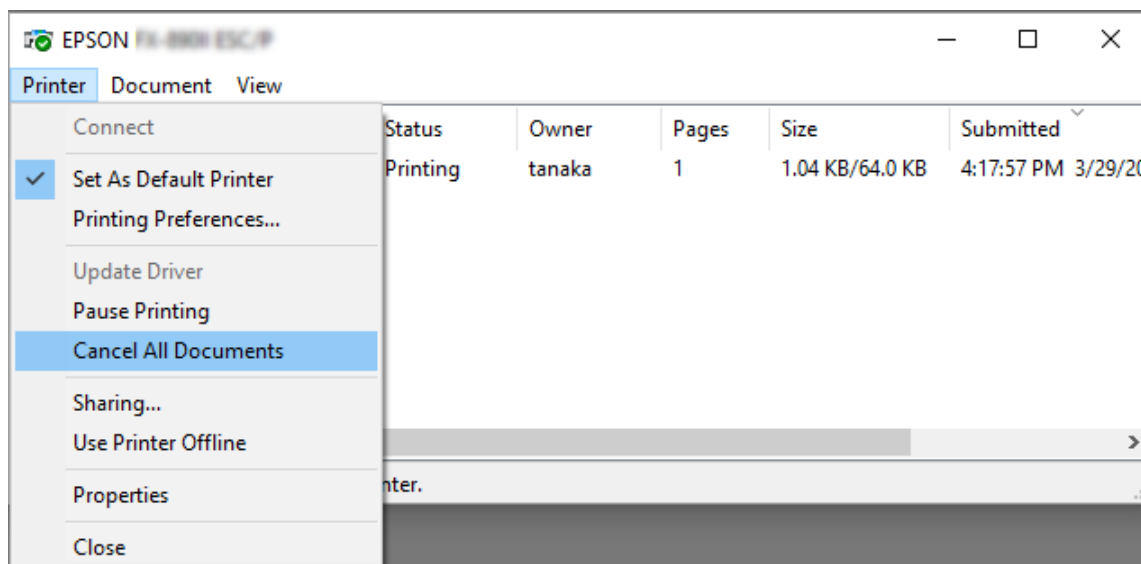 EPSON
Printer Document View
Connect
Status Owner Pages Size Submitted
Set As Default Printer
Printing tanaka 1 1.04 KB/64.0 KB 4:17:57 PM 3/29/20
Printing Preferences...
Update Driver
Pause Printing
Cancel All Documents
Sharing...
Use Printer Offline
Properties
nter.
Close